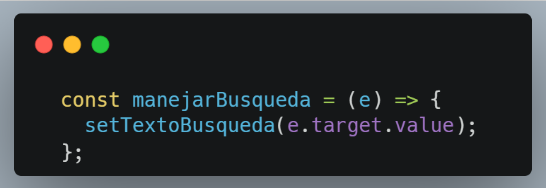 const manejarBusqueda = (e) => {
  setTextoBusqueda(e.target.value);
};